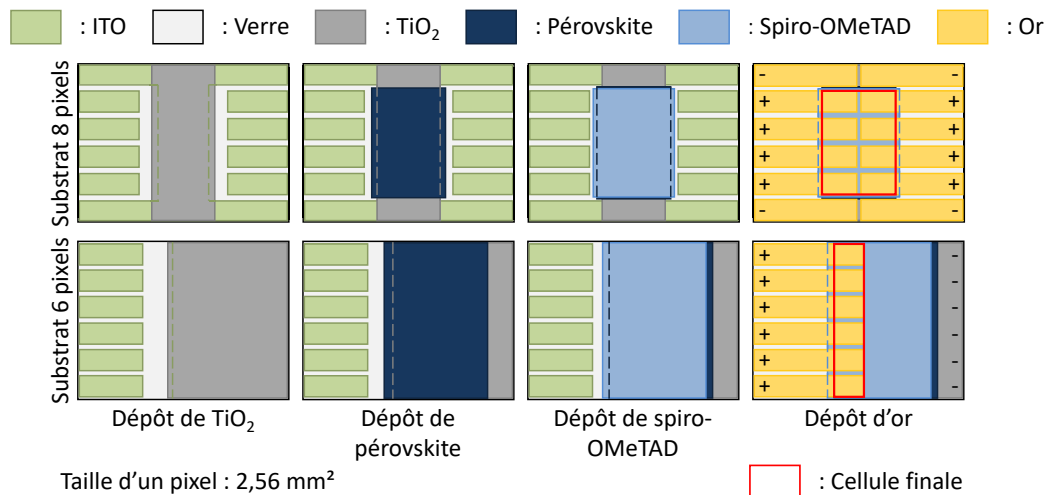 : ITO : Verre : TiO₂ : Pérovskite : Spiro-OMeTAD : Or
Substrat 8 pixels
- -
+ +
+ +
+ +
+ +
- -
Substrat 6 pixels
+ -
+ -
+ -
+ -
+ -
+ -
Dépôt de TiO₂
Dépôt de
pérovskite
Dépôt de spiro-
OMeTAD
Dépôt d'or
Taille d'un pixel : 2,56 mm²
: Cellule finale